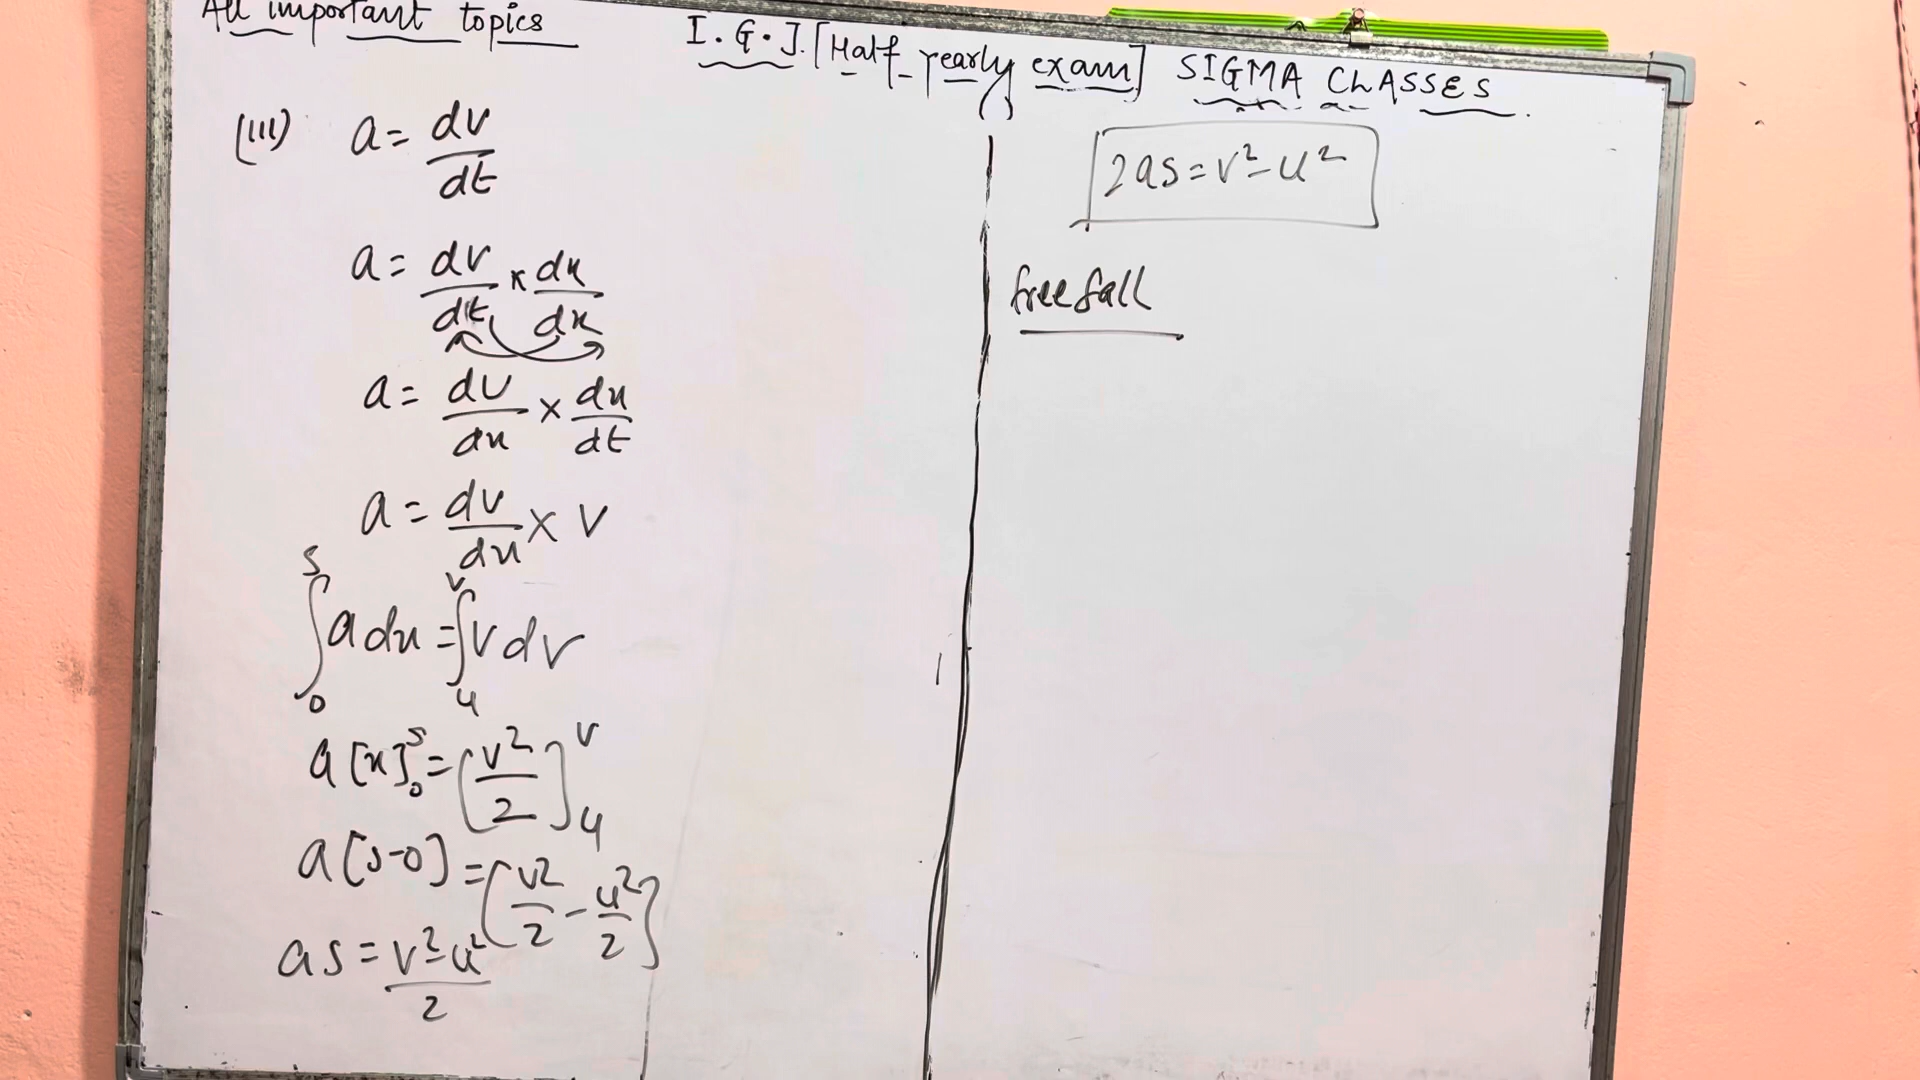 All important topics
I.G.J. [Half yearly exam] SIGMA CLASSES.
(III) a = dv/dt
a = dv/dt × dx/dx
a = dv/dx × dx/dt
a = dv/dx × v
∫₀ˢ a dx = ∫ᵤᵛ v dv
a [x]₀ˢ = [v²/2]ᵤᵛ
a [s-0] = [v²/2 - u²/2]
as = v²-u²/2
2as = v²-u²
free fall